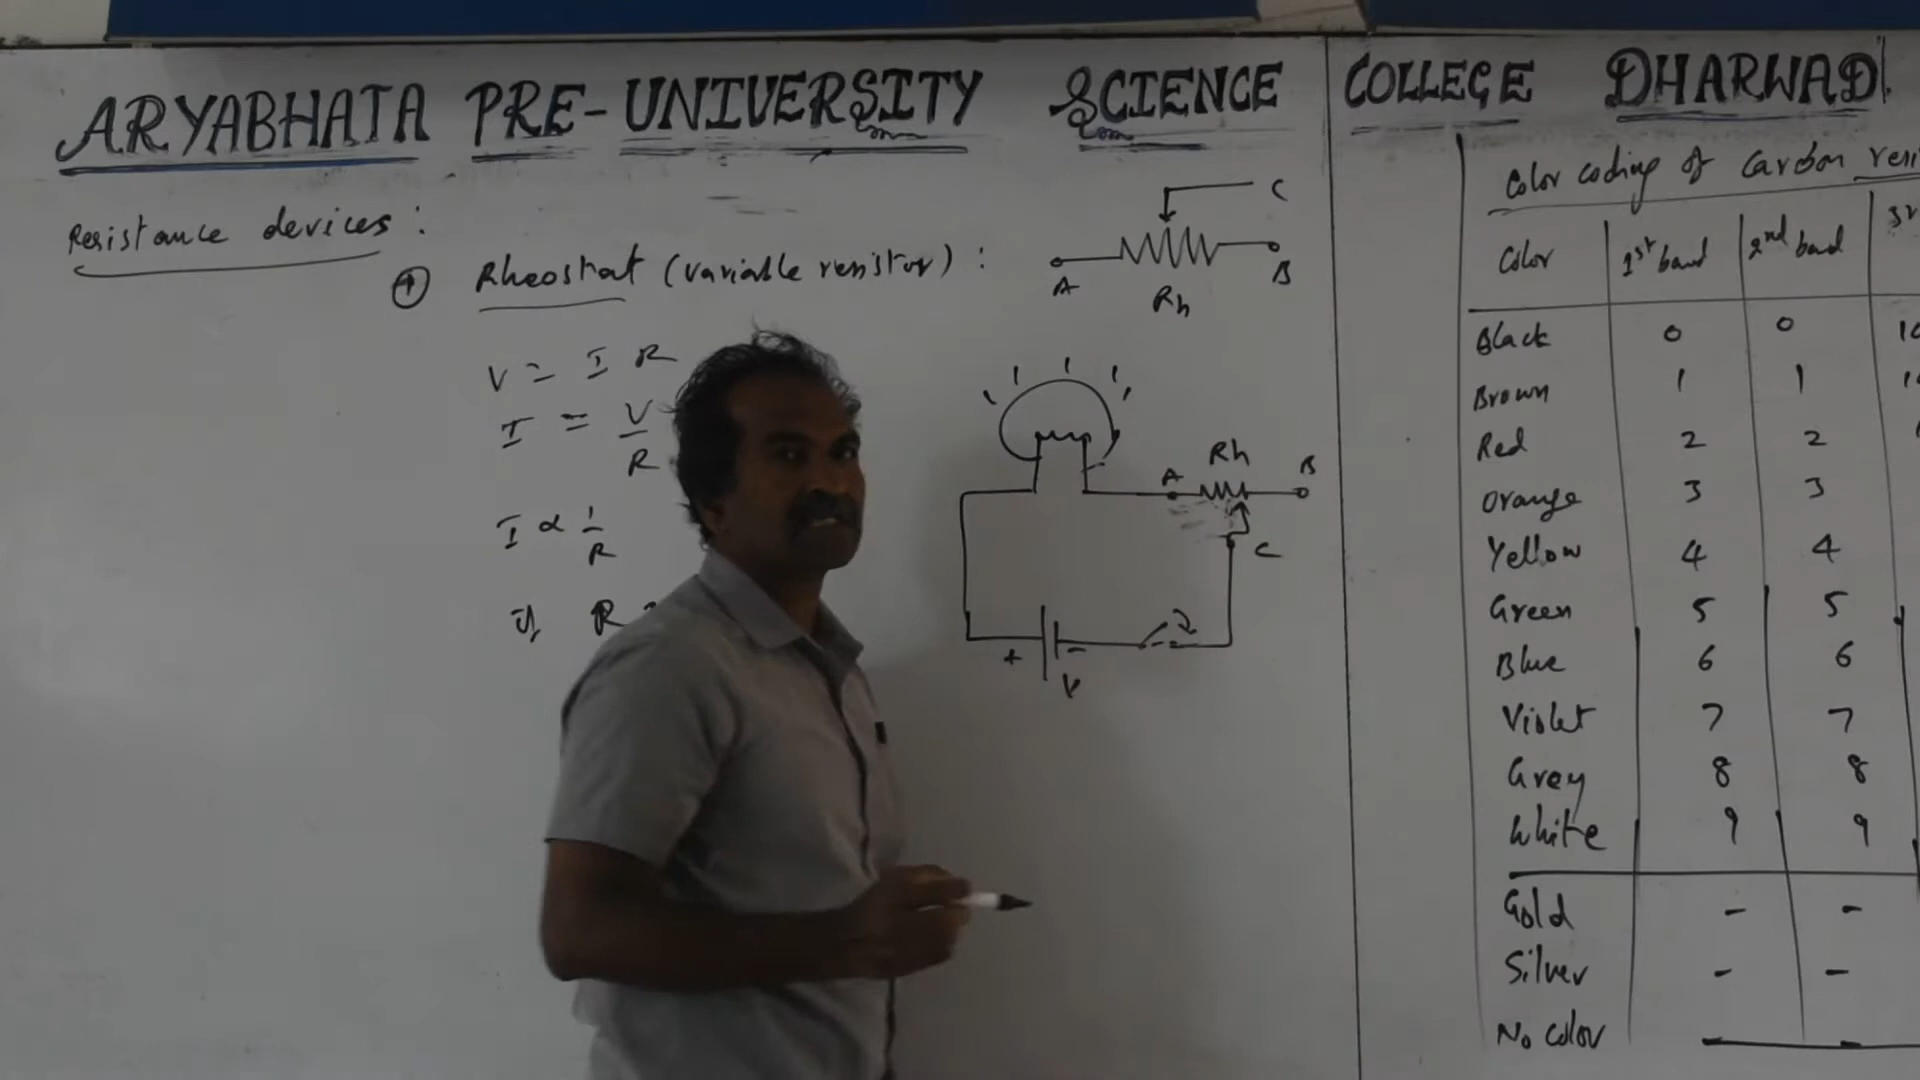 ARYABHATA PRE-UNIVERSITY SCIENCE COLLEGE DHARWAD
Resistance devices :
1 Rheostat (variable resistor) :
C
A
B
Rh
V = I R
I = V
R
I ∝ 1
R
if R
Rh
A
B
C
+
-
V
Color coding of Carbon resi
Color 1st band 2nd band
Black 0 0
Brown 1 1
Red 2 2
Orange 3 3
Yellow 4 4
Green 5 5
Blue 6 6
Violet 7 7
Grey 8 8
White 9 9
Gold - -
Silver - -
No color